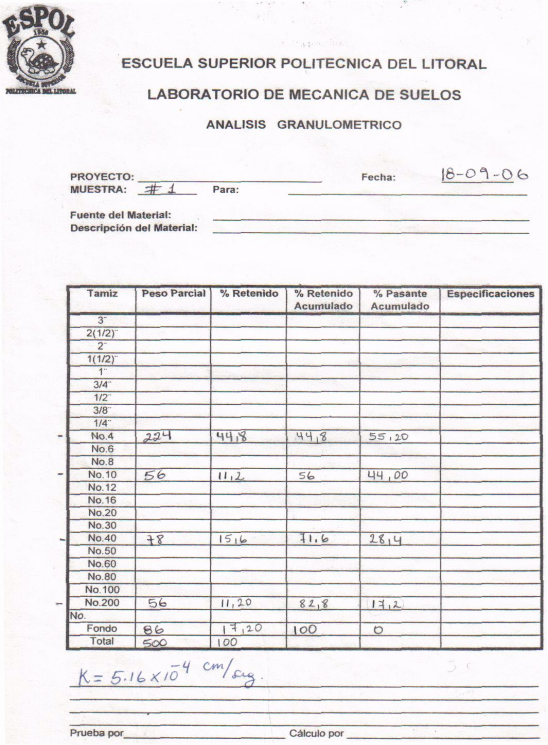 ESPOL
1958
ESCUELA SUPERIOR
POLITECNICA DEL LITORAL
ESCUELA SUPERIOR POLITECNICA DEL LITORAL
LABORATORIO DE MECANICA DE SUELOS
ANALISIS GRANULOMETRICO
PROYECTO: Fecha: 18-09-06
MUESTRA: #1 Para:
Fuente del Material:
Descripción del Material:
Tamiz Peso Parcial % Retenido % Retenido Acumulado % Pasante Acumulado Especificaciones
3"
2(1/2)"
2"
1(1/2)"
1"
3/4"
1/2"
3/8"
1/4"
No.4 224 44,8 44,8 55,20
No.6
No.8
No.10 56 11,2 56 44,00
No.12
No.16
No.20
No.30
No.40 78 15,6 71,6 28,4
No.50
No.60
No.80
No.100
No.200 56 11,20 82,8 17,2
No.
Fondo 86 17,20 100 0
Total 500 100
K = 5.16 x 10⁻⁴ cm/seg.
Prueba por Cálculo por